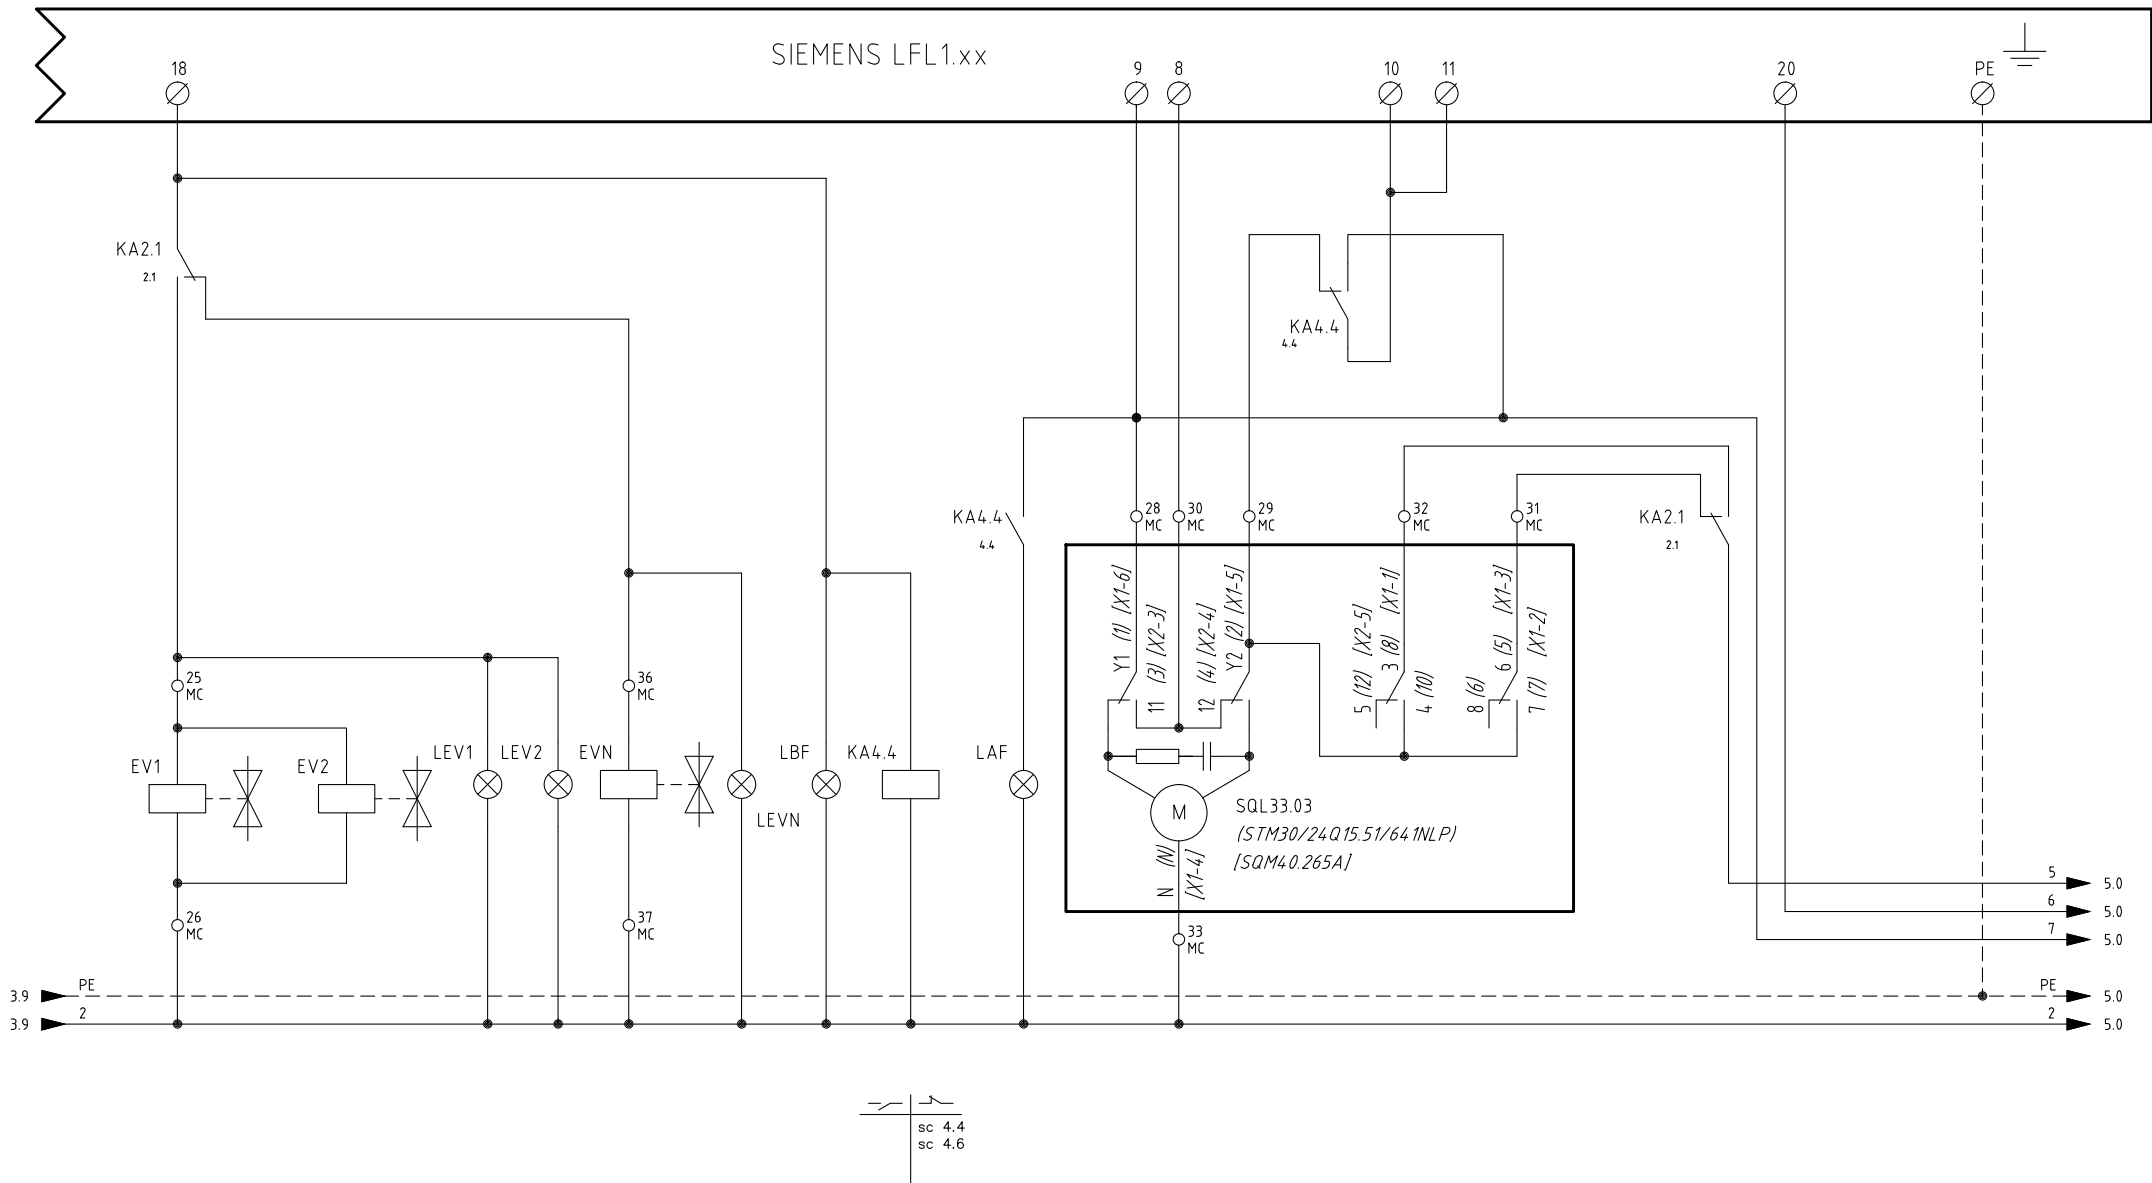 SIEMENS LFL1.xx
18
9
8
10
11
20
PE
KA2.1
2.1
KA4.4
4.4
KA4.4
4.4
28
MC
30
MC
29
MC
32
MC
31
MC
KA2.1
2.1
Y1 (1) [X1-6]
11 (3) [X2-3]
12 (4) [X2-4]
Y2 (2) [X1-5]
5 (12) [X2-5]
3 (8) [X1-1]
4 (10)
8 (6)
6 (5) [X1-3]
7 (7) [X1-2]
25
MC
36
MC
EV1
EV2
LEV1
LEV2
EVN
LEVN
LBF
KA4.4
LAF
M
SQL33.03
(STM30/24Q15.51/641NLP)
[SQM40.265A]
N (N)
[X1-4]
26
MC
37
MC
33
MC
5
5.0
6
5.0
7
5.0
3.9
PE
PE
5.0
3.9
2
2
5.0
sc 4.4
sc 4.6